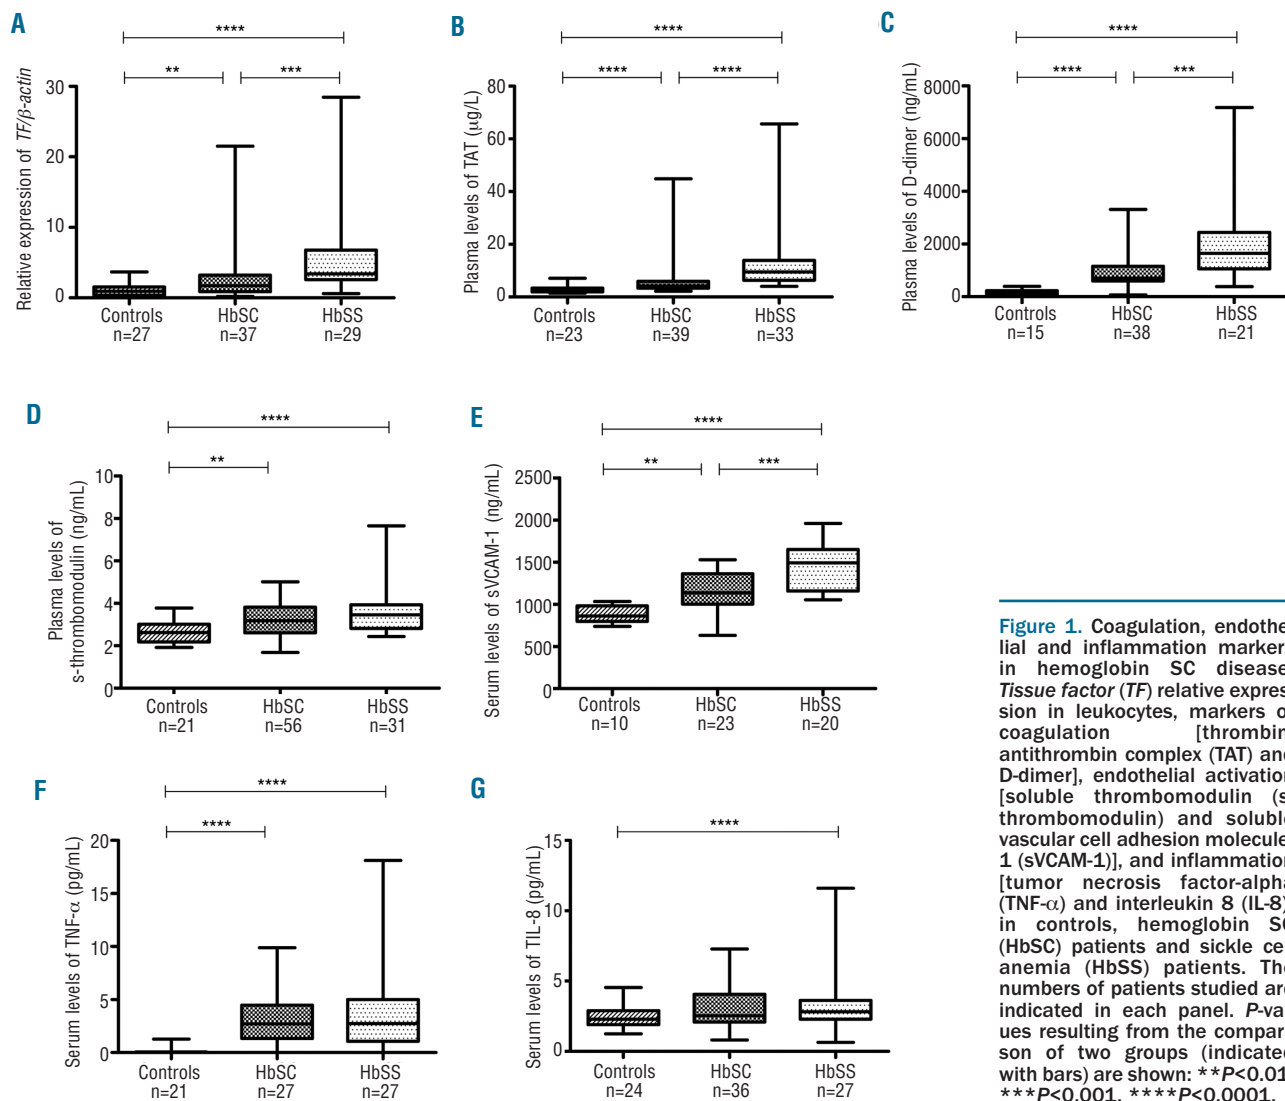 A
****
** ***
Relative expression of TF/β-actin
30
20
10
0
Controls HbSC HbSS
n=27 n=37 n=29
B
****
**** ****
Plasma levels of TAT (μg/L)
80
60
40
20
0
Controls HbSC HbSS
n=23 n=39 n=33
C
****
**** ***
Plasma levels of D-dimer (ng/mL)
8000
6000
4000
2000
0
Controls HbSC HbSS
n=15 n=38 n=21
D
****
**
Plasma levels of
s-thrombomodulin (ng/mL)
10
8
6
4
2
0
Controls HbSC HbSS
n=21 n=56 n=31
E
****
** ***
Serum levels of sVCAM-1 (ng/mL)
2500
2000
1500
1000
500
0
Controls HbSC HbSS
n=10 n=23 n=20
F
****
****
Serum levels of TNF-α (pg/mL)
20
15
10
5
0
Controls HbSC HbSS
n=21 n=27 n=27
G
****
Serum levels of TIL-8 (pg/mL)
15
10
5
0
Controls HbSC HbSS
n=24 n=36 n=27
Figure 1. Coagulation, endothe
lial and inflammation marker
in hemoglobin SC disease
Tissue factor (TF) relative expres
sion in leukocytes, markers o
coagulation [thrombin
antithrombin complex (TAT) and
D-dimer], endothelial activation
[soluble thrombomodulin (s
thrombomodulin) and soluble
vascular cell adhesion molecule
1 (sVCAM-1)], and inflammation
[tumor necrosis factor-alpha
(TNF-α) and interleukin 8 (IL-8)
in controls, hemoglobin SC
(HbSC) patients and sickle cel
anemia (HbSS) patients. The
numbers of patients studied are
indicated in each panel. P-val
ues resulting from the compari
son of two groups (indicated
with bars) are shown: **P<0.01
***P<0.001. ****P<0.0001.